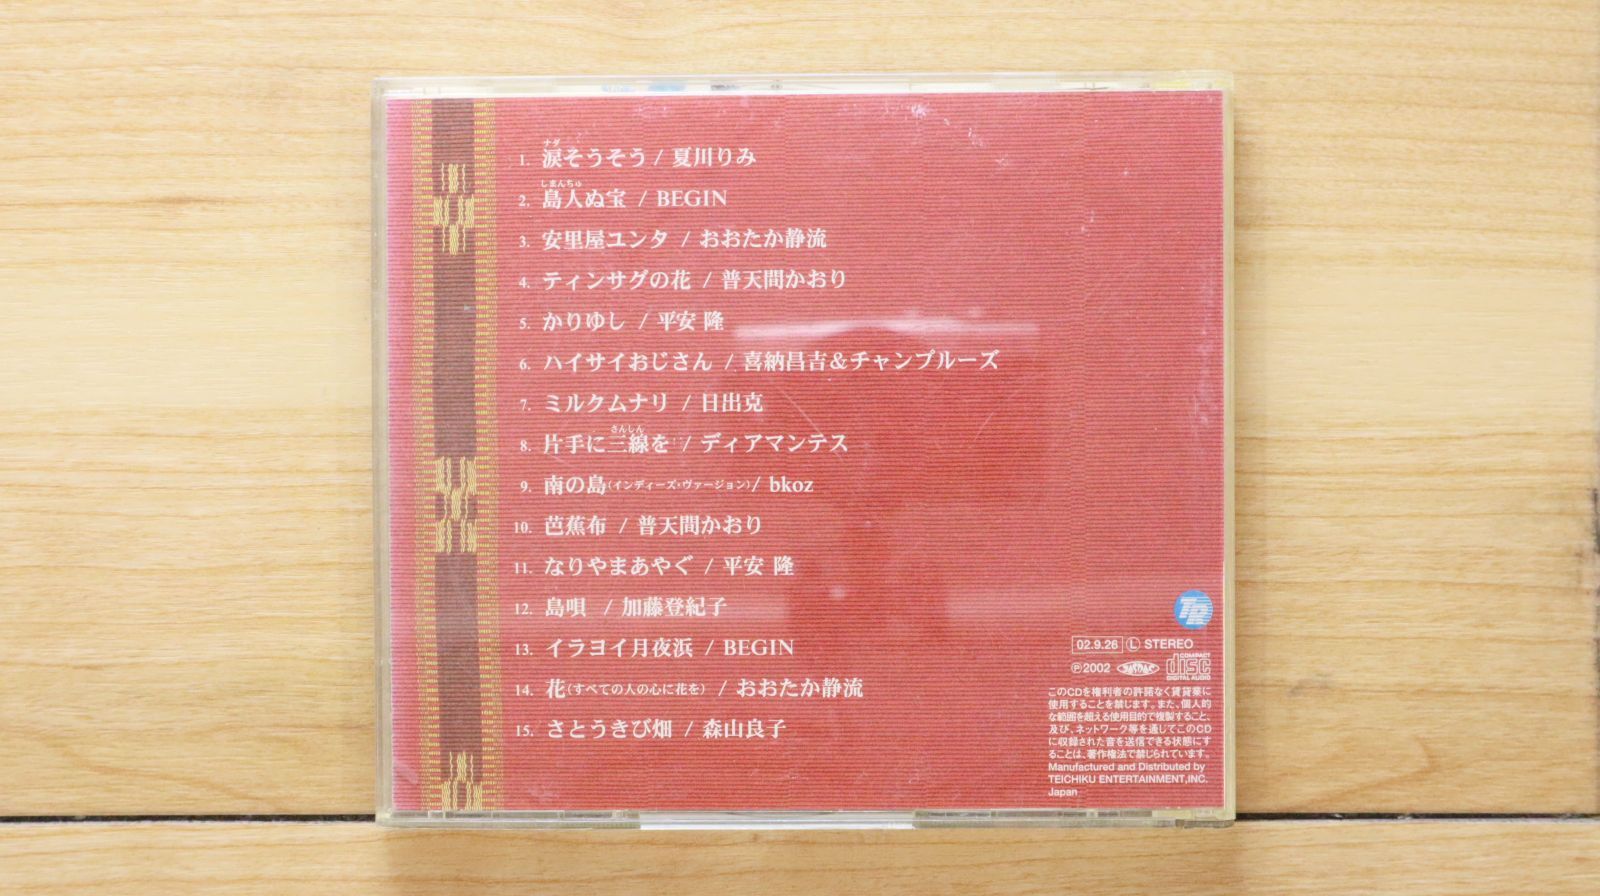 1. 涙そうそう / 夏川りみ
ナダ
2. 島人ぬ宝 / BEGIN
しまんちゅ
3. 安里屋ユンタ / おおたか静流
4. ティンサグの花 / 普天間かおり
5. かりゆし / 平安 隆
6. ハイサイおじさん / 喜納昌吉&チャンプルーズ
7. ミルクムナリ / 日出克
8. 片手に三線を / ディアマンテス
さんしん
9. 南の島(インディーズ・ヴァージョン) / bkoz
10. 芭蕉布 / 普天間かおり
11. なりやまあやぐ / 平安 隆
12. 島唄 / 加藤登紀子
13. イラヨイ月夜浜 / BEGIN
14. 花(すべての人の心に花を) / おおたか静流
15. さとうきび畑 / 森山良子
02.9.26 Ⓛ STEREO
℗2002 JASRAC COMPACT disc DIGITAL AUDIO
このCDを権利者の許諾なく賃貸業に
使用することを禁じます。また、個人的
な範囲を超える使用目的で複製すること、
及び、ネットワーク等を通じてこのCD
に収録された音を送信できる状態にす
ることは、著作権法で禁じられています。
Manufactured and Distributed by
TEICHIKU ENTERTAINMENT,INC.
Japan